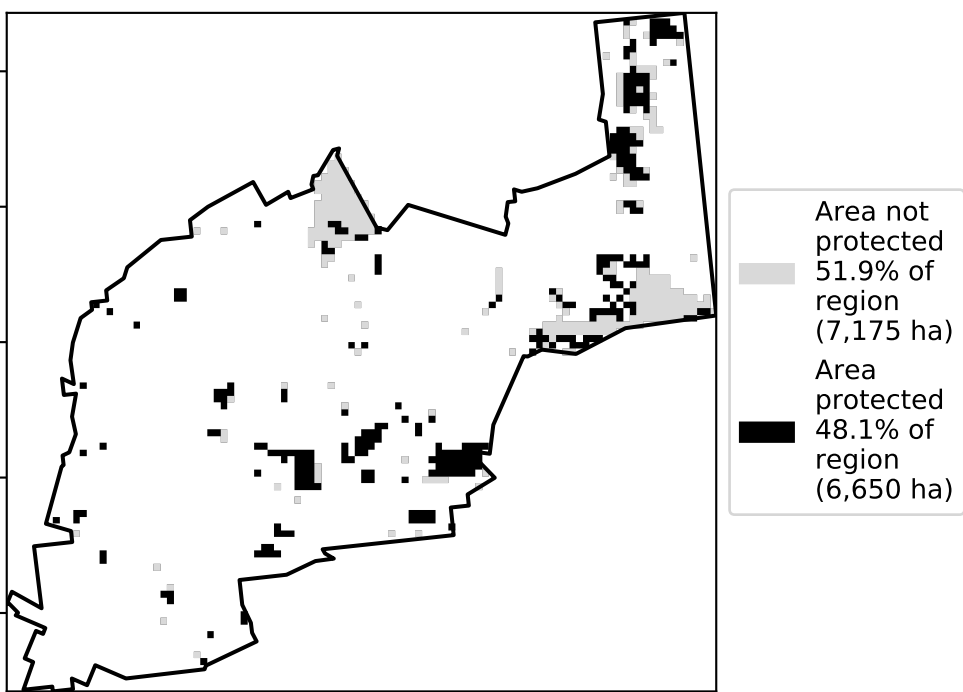 Area not
protected
51.9% of
region
(7,175 ha)
Area
protected
48.1% of
region
(6,650 ha)